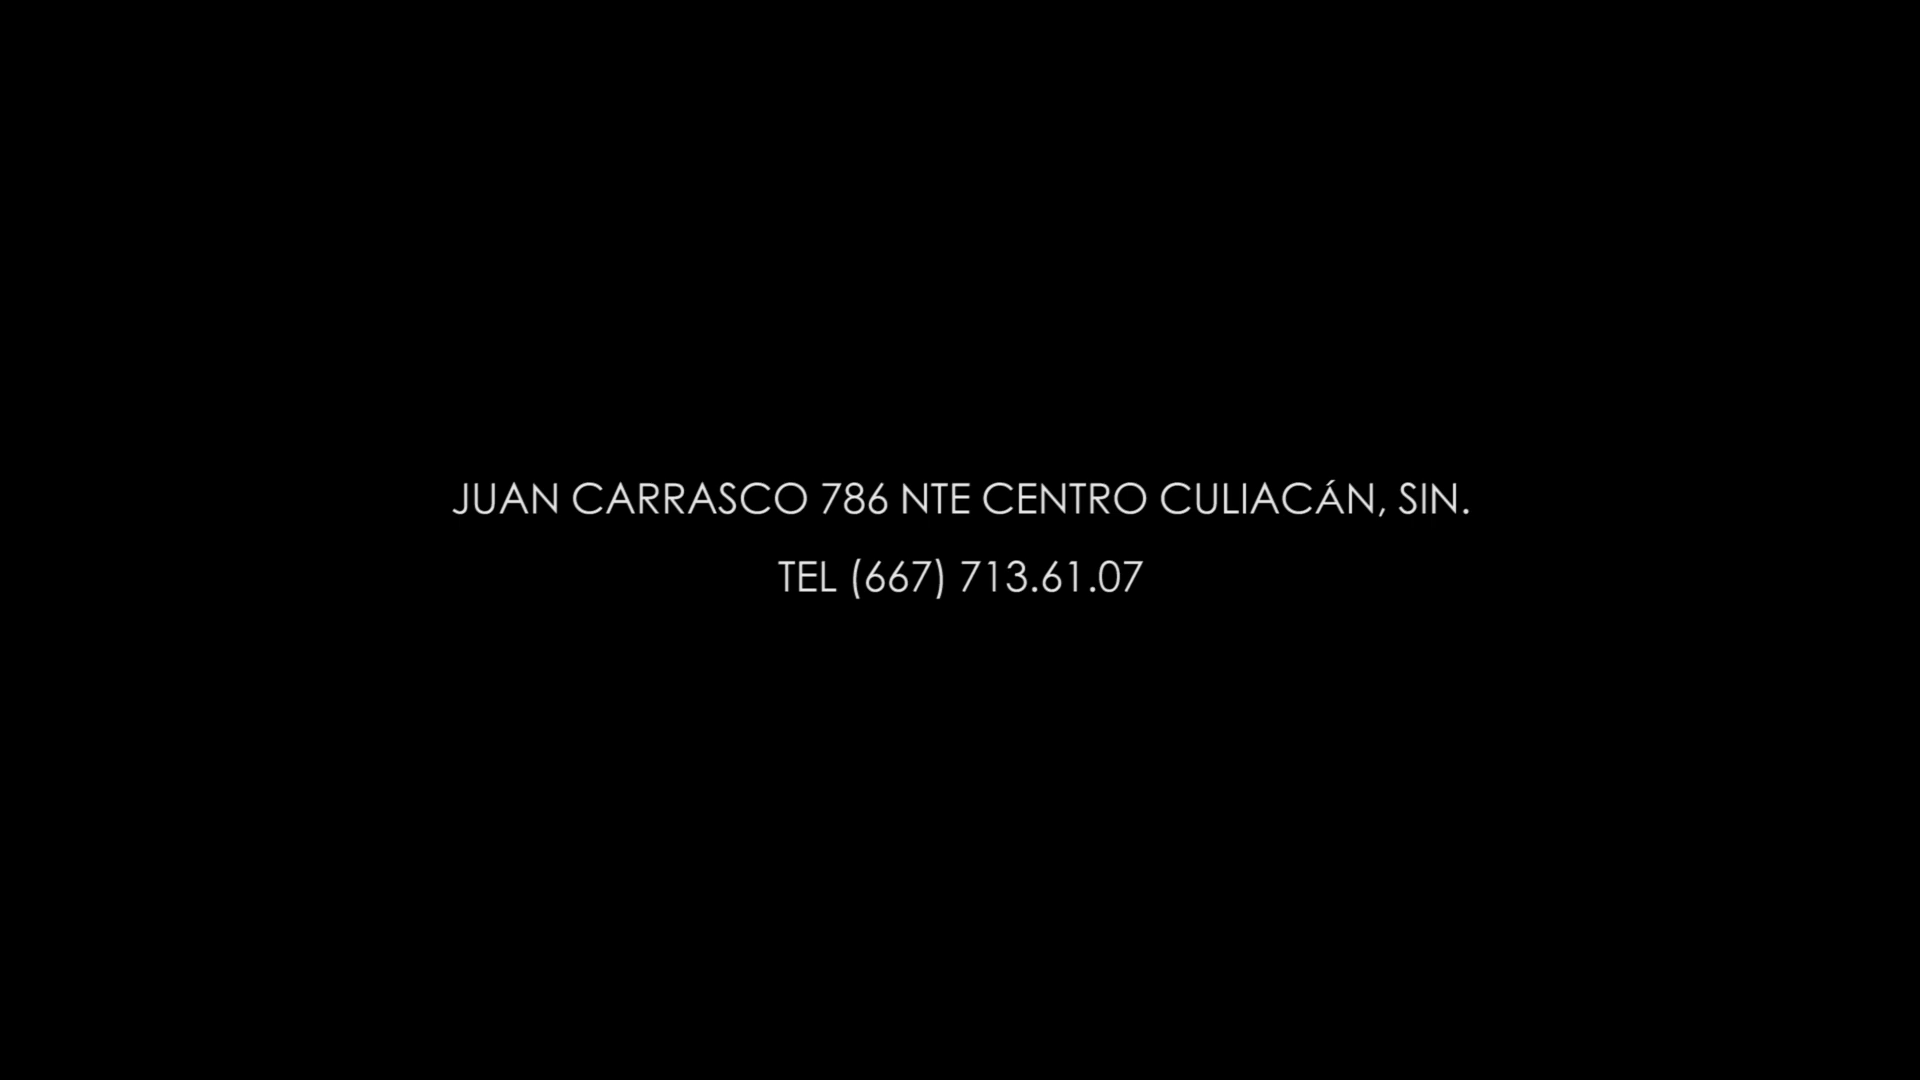 JUAN CARRASCO 786 NTE CENTRO CULIACÁN, SIN.
TEL (667) 713.61.07